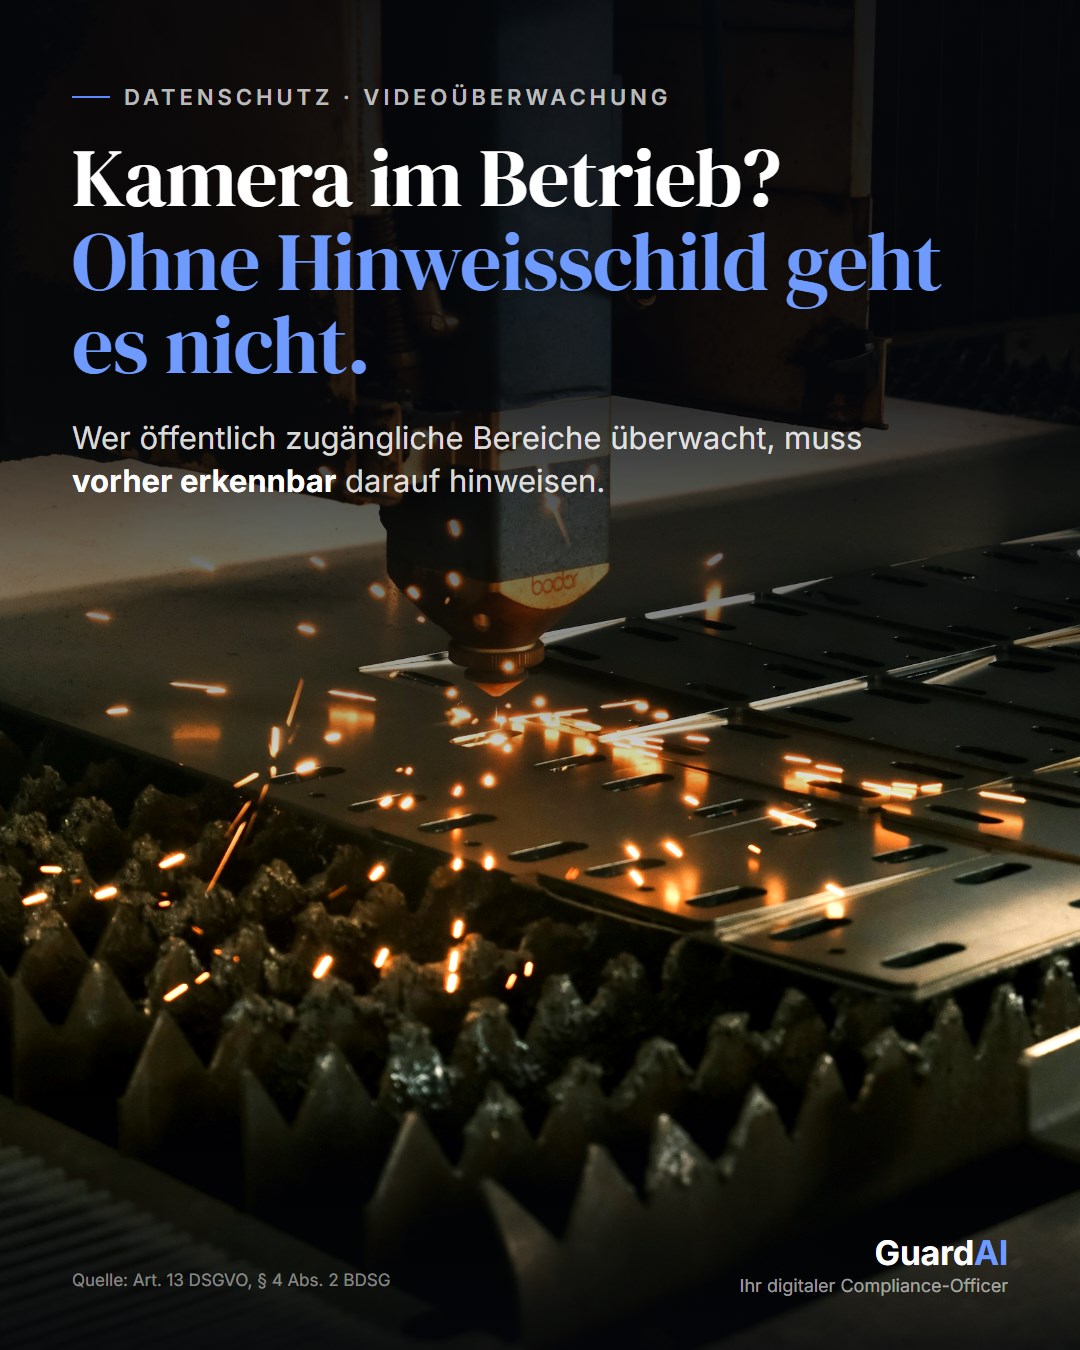 DATENSCHUTZ · VIDEOÜBERWACHUNG
Kamera im Betrieb?
Ohne Hinweisschild geht
es nicht.
Wer öffentlich zugängliche Bereiche überwacht, muss
vorher erkennbar darauf hinweisen.
bodor
GuardAI
Quelle: Art. 13 DSGVO, § 4 Abs. 2 BDSG
Ihr digitaler Compliance-Officer